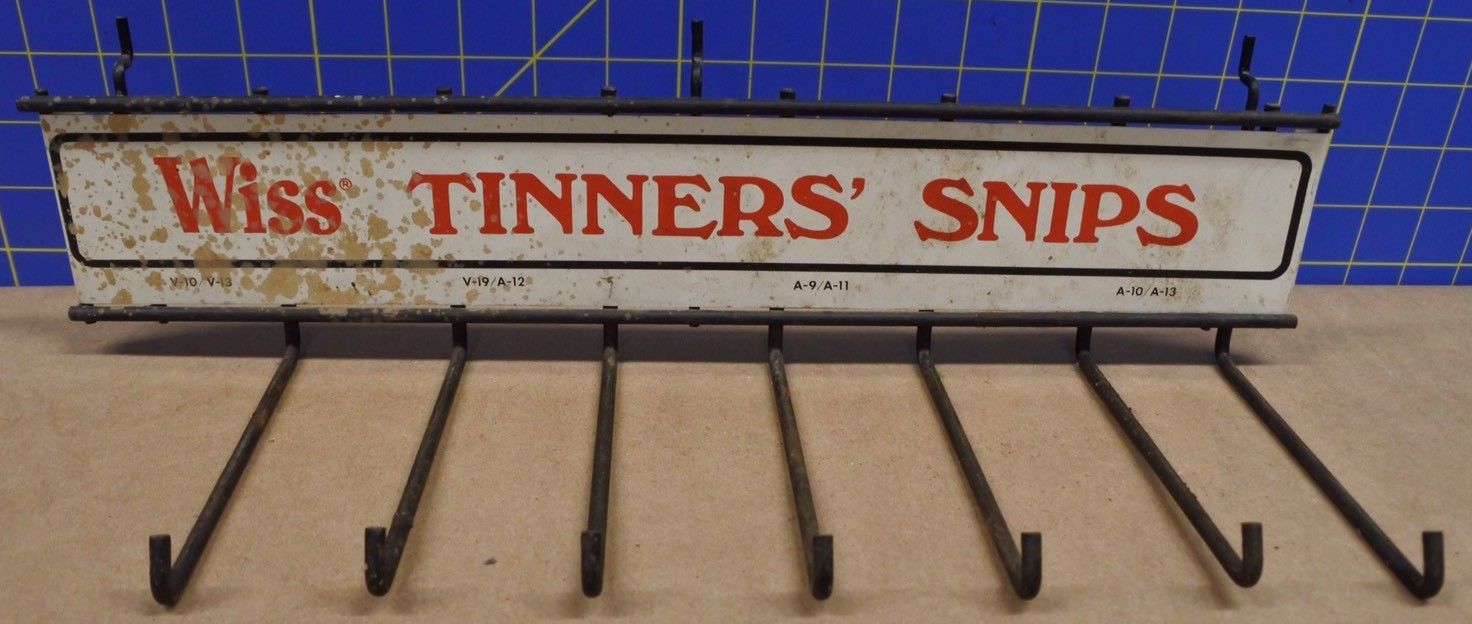 Wiss® TINNERS' SNIPS
V-10/V-13 V-19/A-12 A-9/A-11 A-10/A-13